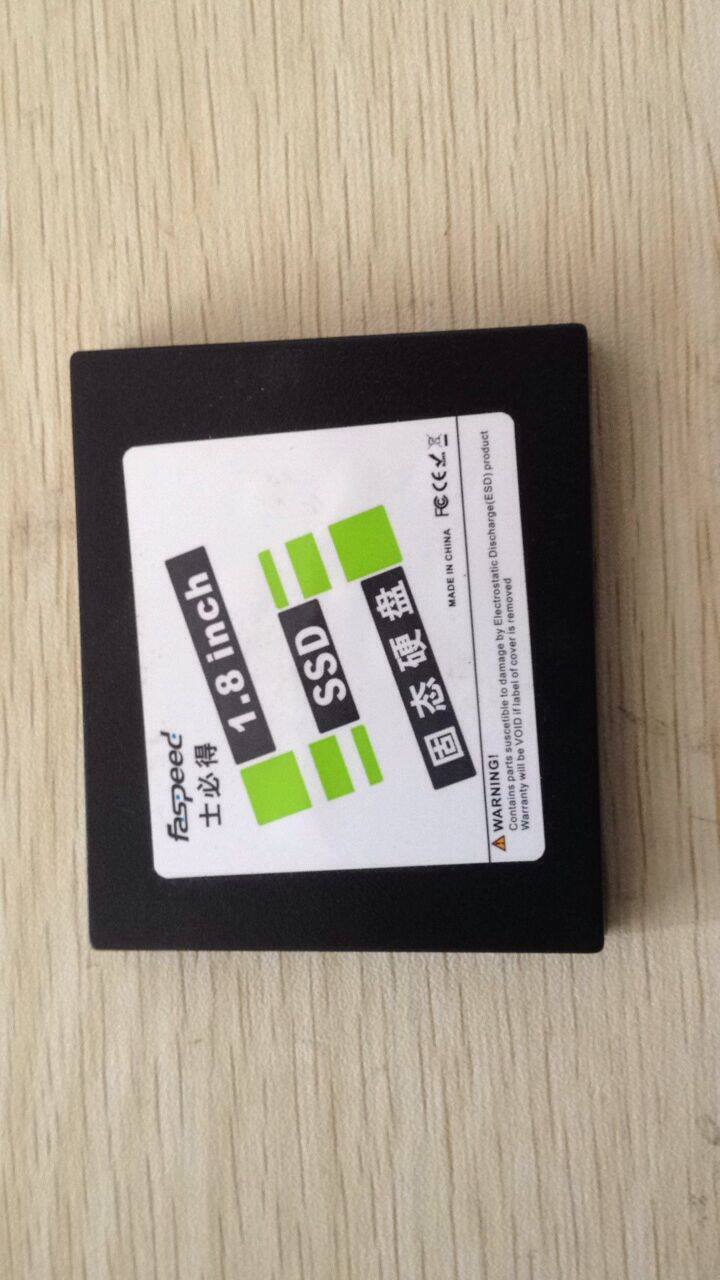 faspeed
士必得
1.8 inch
SSD
固态硬盘
MADE IN CHINA FC CE
WARNING!
Contains parts suscetible to damage by Electrostatic Discharge(ESD) product
Warranty will be VOID if label of cover is removed